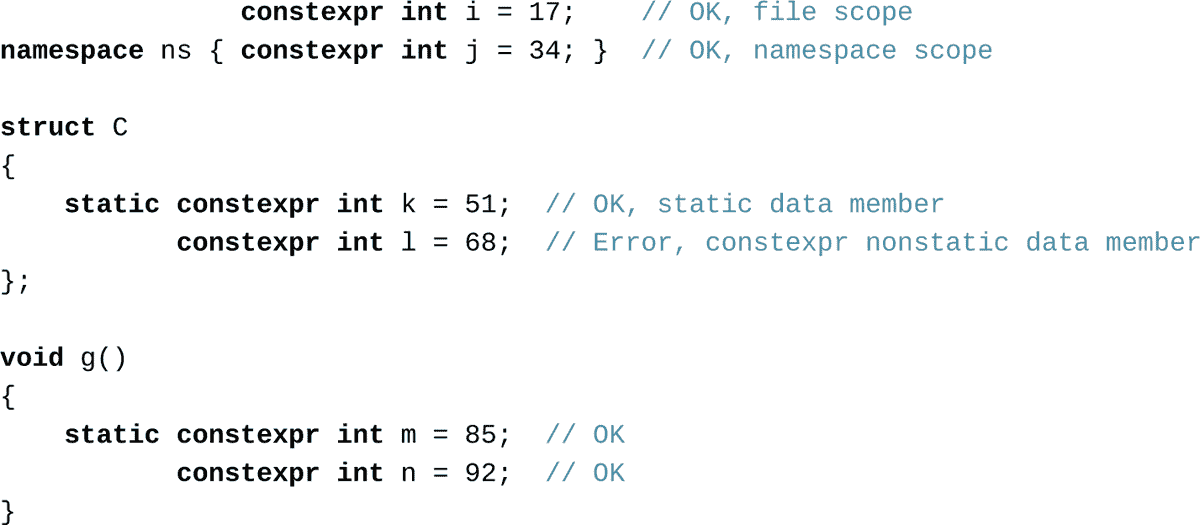 constexpr int i = 17;    // OK, file scope
namespace ns { constexpr int j = 34; }  // OK, namespace scope
struct C
{
    static constexpr int k = 51;  // OK, static data member
           constexpr int l = 68;  // Error, constexpr nonstatic data member
};
void g()
{
    static constexpr int m = 85;  // OK
           constexpr int n = 92;  // OK
}